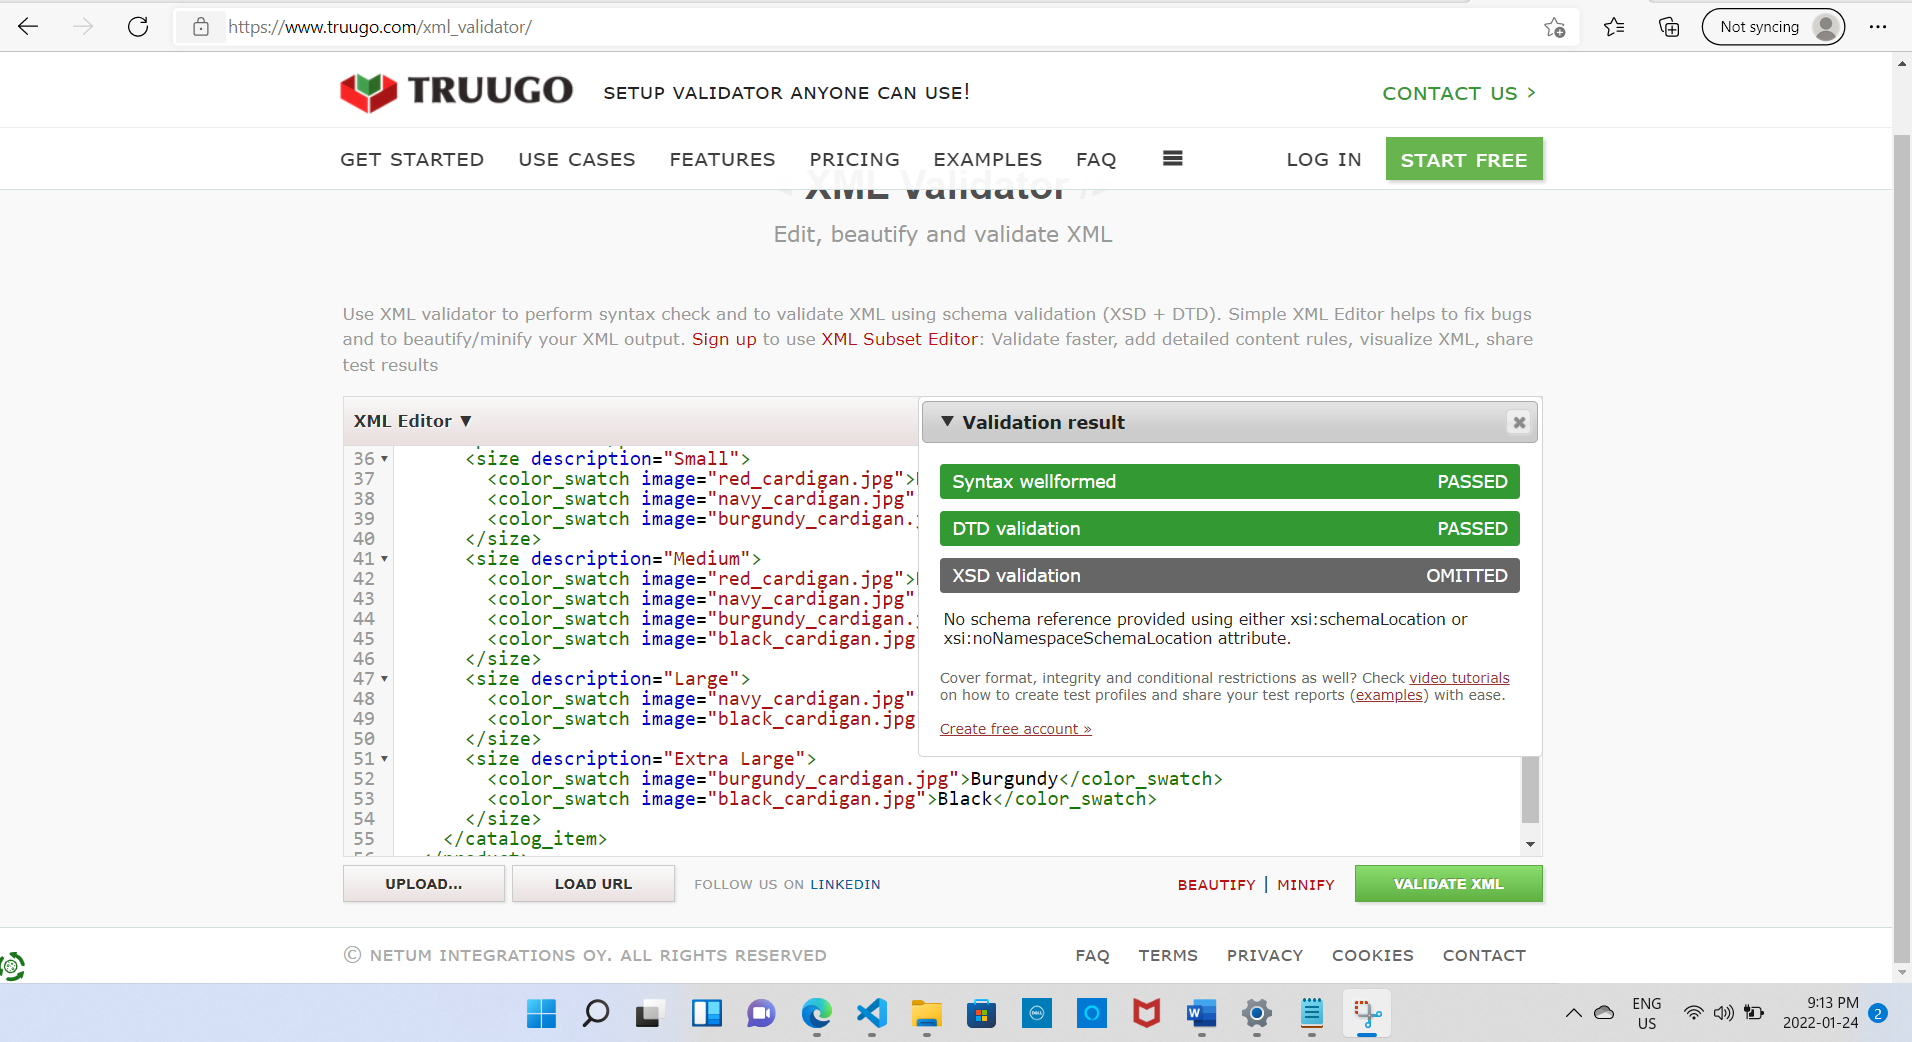 https://www.truugo.com/xml_validator/
Not syncing
TRUUGO
SETUP VALIDATOR ANYONE CAN USE!
CONTACT US >
GET STARTED USE CASES FEATURES PRICING EXAMPLES FAQ LOG IN START FREE
XML Validator
Edit, beautify and validate XML
Use XML validator to perform syntax check and to validate XML using schema validation (XSD + DTD). Simple XML Editor helps to fix bugs
and to beautify/minify your XML output. Sign up to use XML Subset Editor: Validate faster, add detailed content rules, visualize XML, share
test results
XML Editor ▼
▼ Validation result
Syntax wellformed PASSED
DTD validation PASSED
XSD validation OMITTED
No schema reference provided using either xsi:schemaLocation or
xsi:noNamespaceSchemaLocation attribute.
Cover format, integrity and conditional restrictions as well? Check video tutorials
on how to create test profiles and share your test reports (examples) with ease.
Create free account »
36 <size description="Small">
37 <color_swatch image="red_cardigan.jpg">
38 <color_swatch image="navy_cardigan.jpg"
39 <color_swatch image="burgundy_cardigan.
40 </size>
41 <size description="Medium">
42 <color_swatch image="red_cardigan.jpg">
43 <color_swatch image="navy_cardigan.jpg"
44 <color_swatch image="burgundy_cardigan.
45 <color_swatch image="black_cardigan.jpg
46 </size>
47 <size description="Large">
48 <color_swatch image="navy_cardigan.jpg"
49 <color_swatch image="black_cardigan.jpg
50 </size>
51 <size description="Extra Large">
52 <color_swatch image="burgundy_cardigan.jpg">Burgundy</color_swatch>
53 <color_swatch image="black_cardigan.jpg">Black</color_swatch>
54 </size>
55 </catalog_item>
UPLOAD... LOAD URL FOLLOW US ON LINKEDIN BEAUTIFY | MINIFY VALIDATE XML
© NETUM INTEGRATIONS OY. ALL RIGHTS RESERVED FAQ TERMS PRIVACY COOKIES CONTACT
ENG
US
9:13 PM
2022-01-24
2